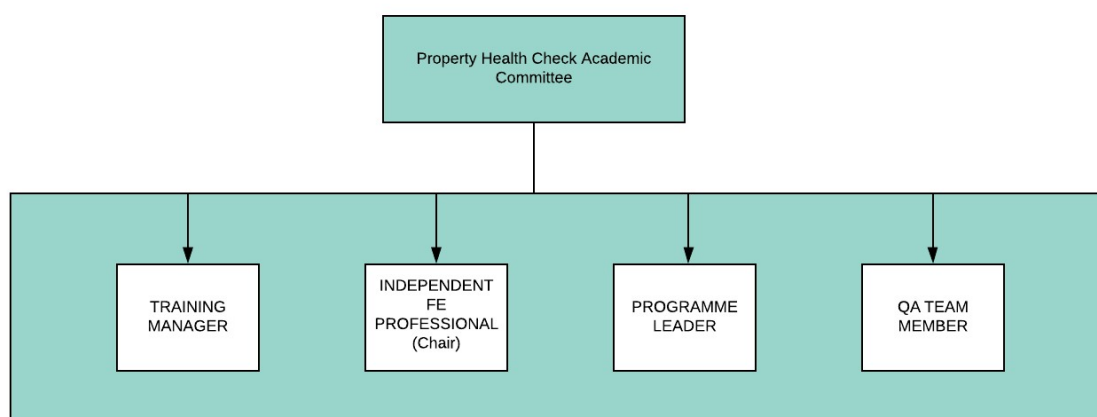 Property Health Check Academic
Committee
TRAINING
MANAGER
INDEPENDENT
FE
PROFESSIONAL
(Chair)
PROGRAMME
LEADER
QA TEAM
MEMBER